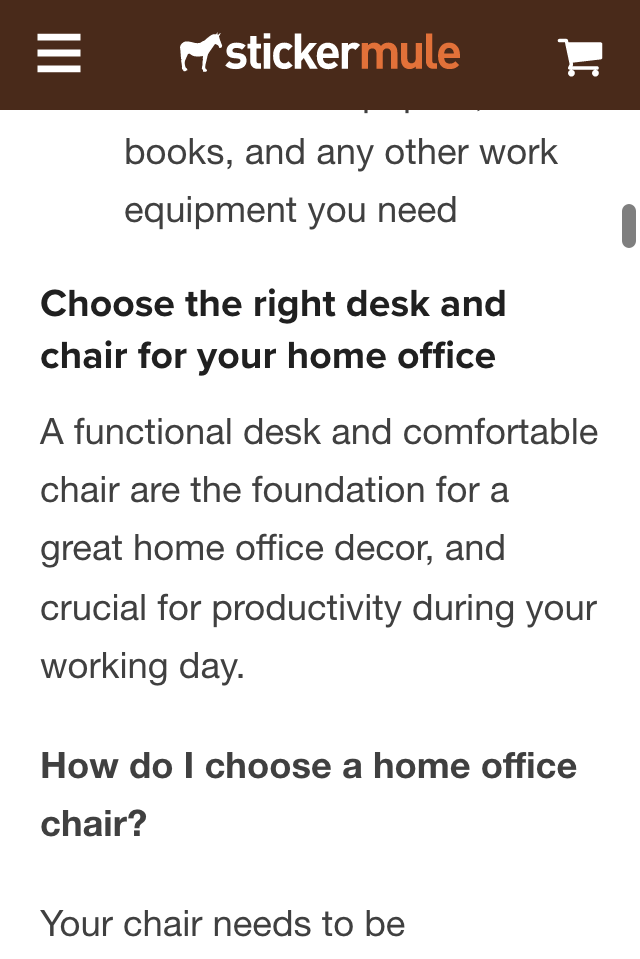 stickermule
books, and any other work
equipment you need
Choose the right desk and
chair for your home office
A functional desk and comfortable
chair are the foundation for a
great home office decor, and
crucial for productivity during your
working day.
How do I choose a home office
chair?
Your chair needs to be